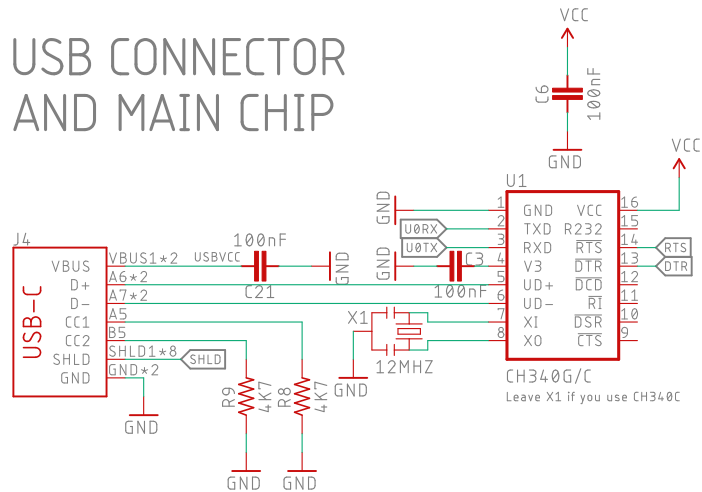 USB CONNECTOR
AND MAIN CHIP
VCC
C6
100nF
GND
VCC
U1
GND
1 GND VCC 16
U0RX 2 TXD R232 15
U0TX 3 RXD RTS 14 RTS
GND C3 4 V3 DTR 13 DTR
100nF
5 UD+ DCD 12
6 UD- RI 11
7 XI DSR 10
8 XO CTS 9
X1
12MHZ
GND
CH340G/C
Leave X1 if you use CH340C
J4
USB-C
VBUS VBUS1*2 USBVCC
100nF
C21
GND
D+ A6*2
D- A7*2
CC1 A5
CC2 B5
SHLD SHLD1*8 SHLD
GND GND*2
GND
R9 4K7
R8 4K7
GND
GND